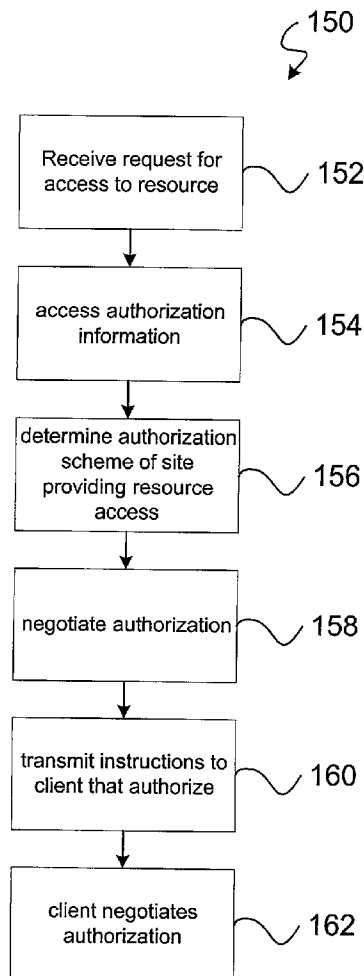 150
Receive request for
access to resource
152
access authorization
information
154
determine authorization
scheme of site
providing resource
access
156
negotiate authorization
158
transmit instructions to
client that authorize
160
client negotiates
authorization
162